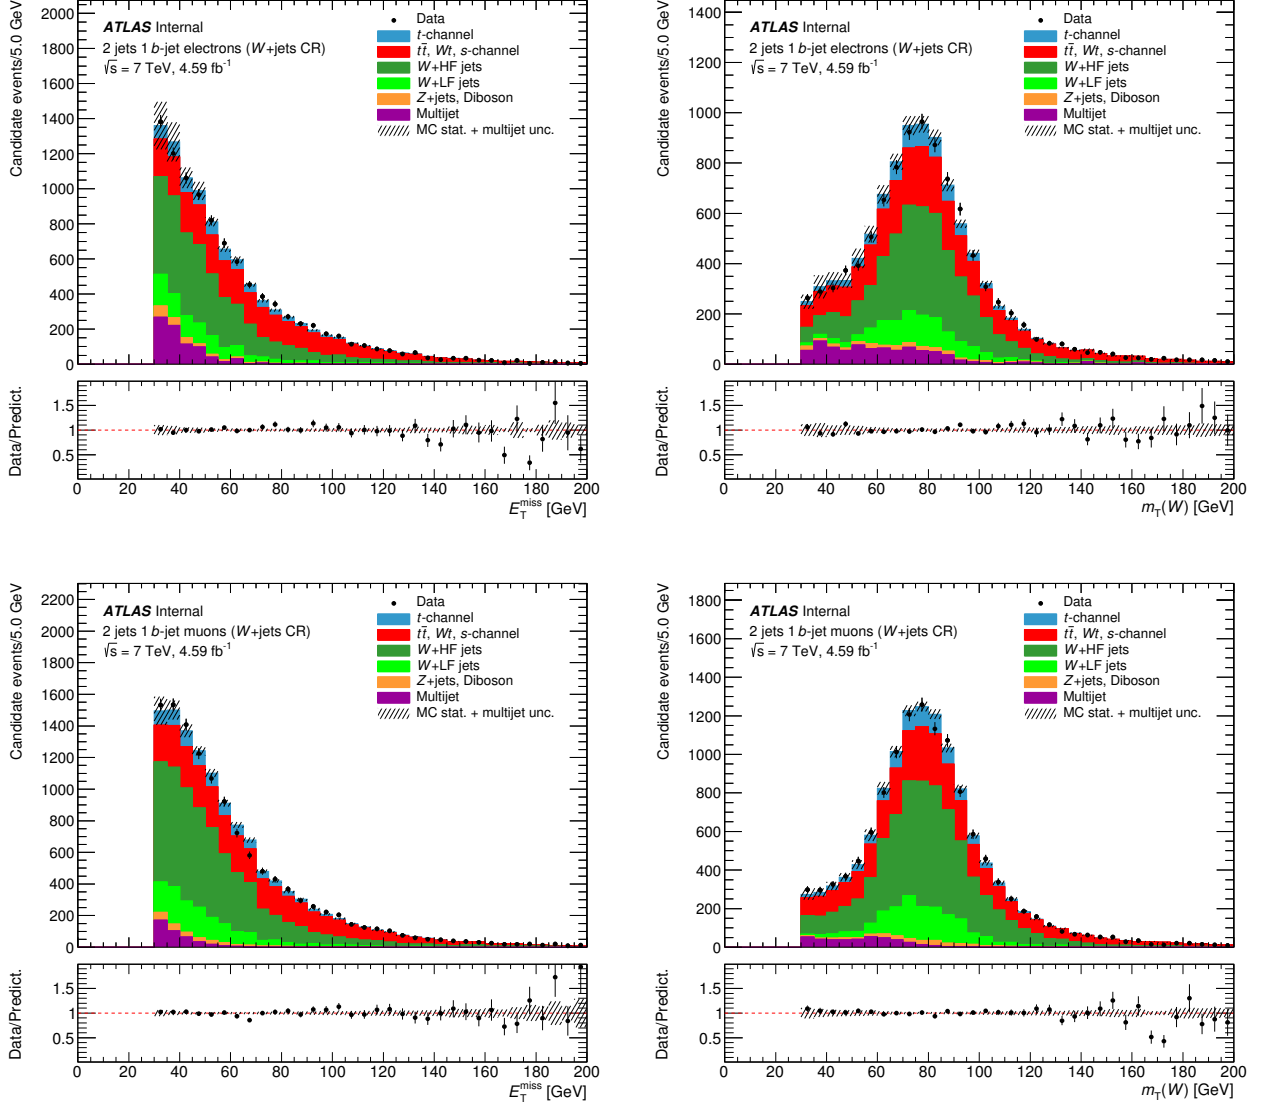 Candidate events/5.0 GeV
2000
1800
1600
1400
1200
1000
800
600
400
200
0
ATLAS Internal
2 jets 1 b-jet electrons (W+jets CR)
√s = 7 TeV, 4.59 fb⁻¹
Data
t-channel
tt̄, Wt, s-channel
W+HF jets
W+LF jets
Z+jets, Diboson
Multijet
MC stat. + multijet unc.
Data/Predict.
1.5
1
0.5
0 20 40 60 80 100 120 140 160 180 200
E_T^miss [GeV]
Candidate events/5.0 GeV
1400
1200
1000
800
600
400
200
0
ATLAS Internal
2 jets 1 b-jet electrons (W+jets CR)
√s = 7 TeV, 4.59 fb⁻¹
Data
t-channel
tt̄, Wt, s-channel
W+HF jets
W+LF jets
Z+jets, Diboson
Multijet
MC stat. + multijet unc.
Data/Predict.
1.5
1
0.5
0 20 40 60 80 100 120 140 160 180 200
m_T(W) [GeV]
Candidate events/5.0 GeV
2200
2000
1800
1600
1400
1200
1000
800
600
400
200
0
ATLAS Internal
2 jets 1 b-jet muons (W+jets CR)
√s = 7 TeV, 4.59 fb⁻¹
Data
t-channel
tt̄, Wt, s-channel
W+HF jets
W+LF jets
Z+jets, Diboson
Multijet
MC stat. + multijet unc.
Data/Predict.
1.5
1
0.5
0 20 40 60 80 100 120 140 160 180 200
E_T^miss [GeV]
Candidate events/5.0 GeV
1800
1600
1400
1200
1000
800
600
400
200
0
ATLAS Internal
2 jets 1 b-jet muons (W+jets CR)
√s = 7 TeV, 4.59 fb⁻¹
Data
t-channel
tt̄, Wt, s-channel
W+HF jets
W+LF jets
Z+jets, Diboson
Multijet
MC stat. + multijet unc.
Data/Predict.
1.5
1
0.5
0 20 40 60 80 100 120 140 160 180 200
m_T(W) [GeV]